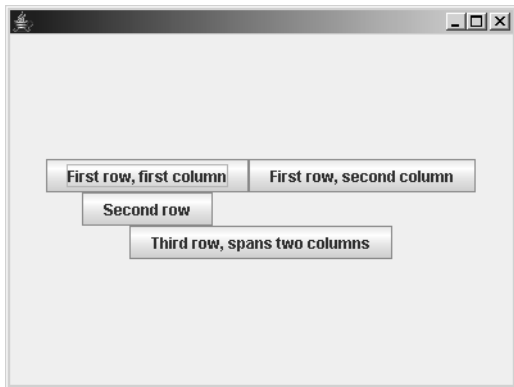 First row, first column
First row, second column
Second row
Third row, spans two columns